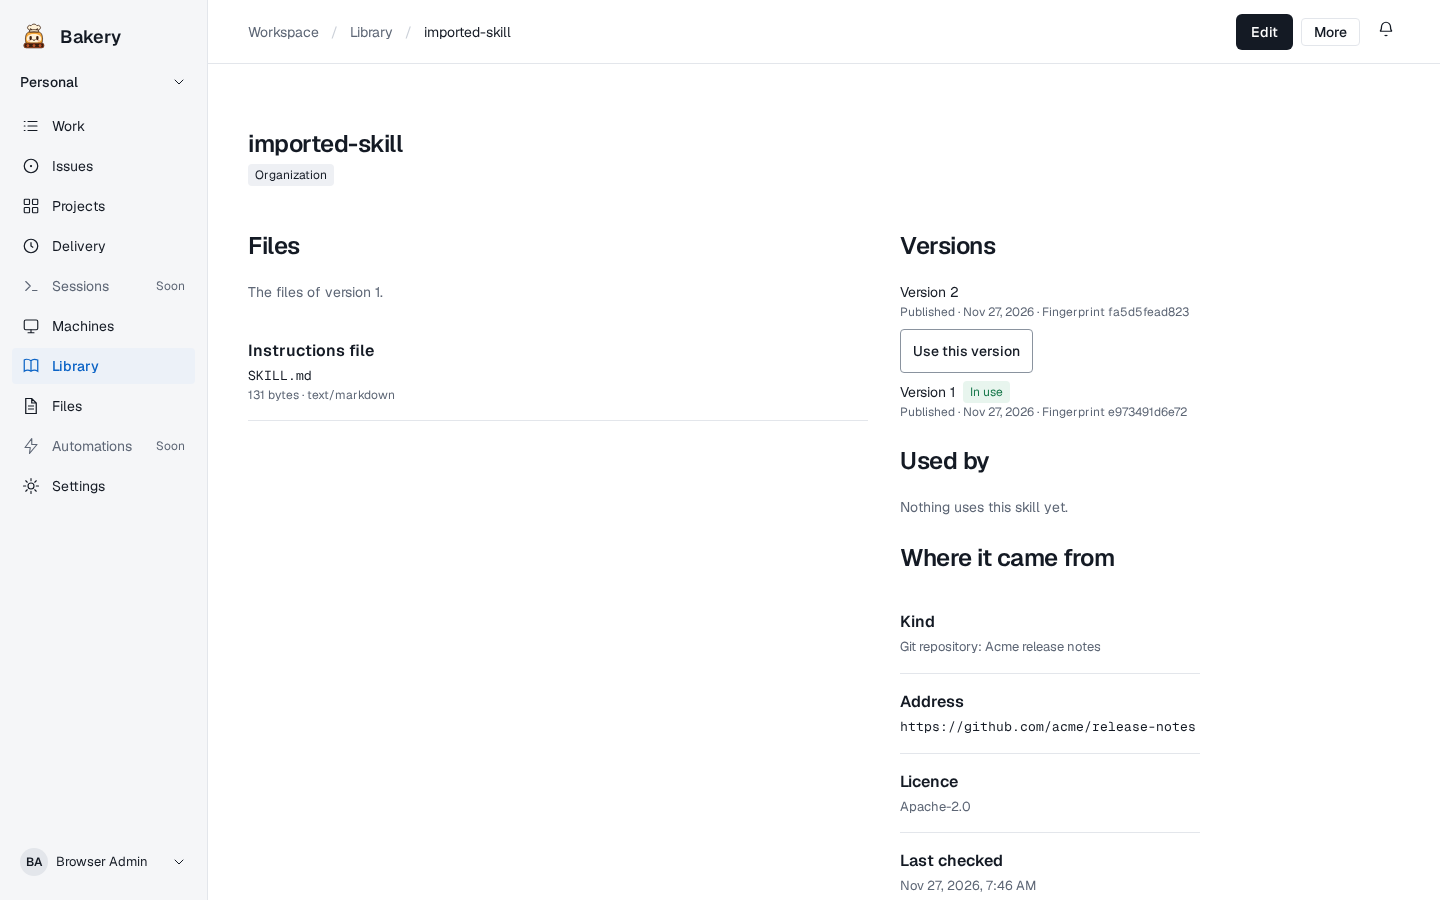 Bakery
Personal
Work
Issues
Projects
Delivery
Sessions Soon
Machines
Library
Files
Automations Soon
Settings
BA Browser Admin
Workspace / Library / imported-skill
Edit More
imported-skill
Organization
Files
The files of version 1.
Instructions file
SKILL.md
131 bytes · text/markdown
Versions
Version 2
Published · Nov 27, 2026 · Fingerprint fa5d5fead823
Use this version
Version 1 In use
Published · Nov 27, 2026 · Fingerprint e973491d6e72
Used by
Nothing uses this skill yet.
Where it came from
Kind
Git repository: Acme release notes
Address
https://github.com/acme/release-notes
Licence
Apache-2.0
Last checked
Nov 27, 2026, 7:46 AM